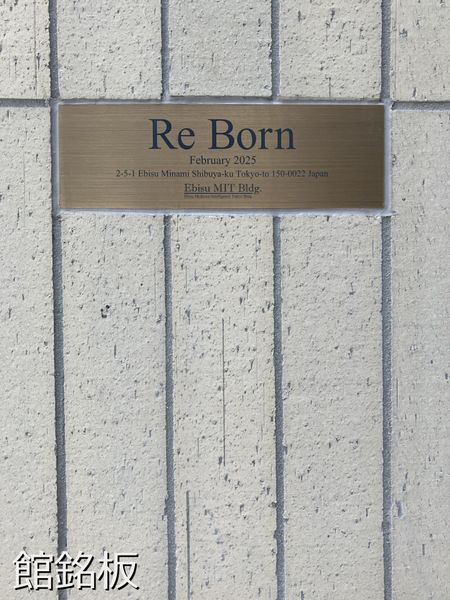 Re Born
February 2025
2-5-1 Ebisu Minami Shibuya-ku Tokyo-to 150-0022 Japan
Ebisu MIT Bldg.
館銘板